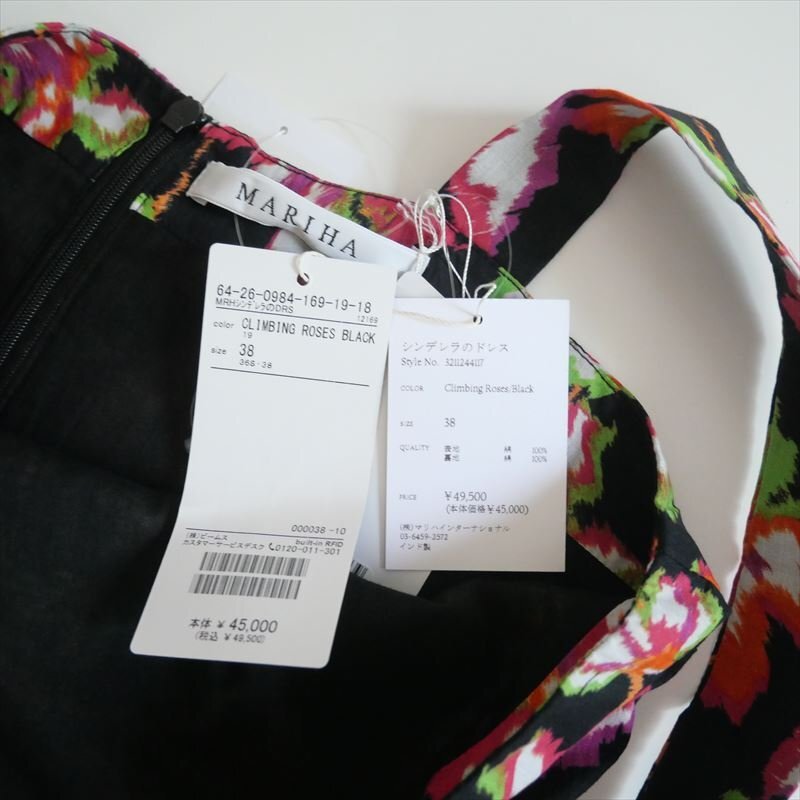 MARIHA
64-26-0984-169-19-18
MRHシンデレラのDRS
12169
color CLIMBING ROSES BLACK
19
size 38
36S-38
000038 -10
(株)ビームス built-in RFID
カスタマーサービスデスク 0120-011-301
本体 ¥ 45,000
(税込 ¥ 49,500)
シンデレラのドレス
Style No. 3211244117
COLOR Climbing Roses/Black
SIZE 38
QUALITY 表地 綿 100%
裏地 綿 100%
PRICE ¥49,500
(本体価格¥45,000)
(株)マリハインターナショナル
03-6459-2572
インド製